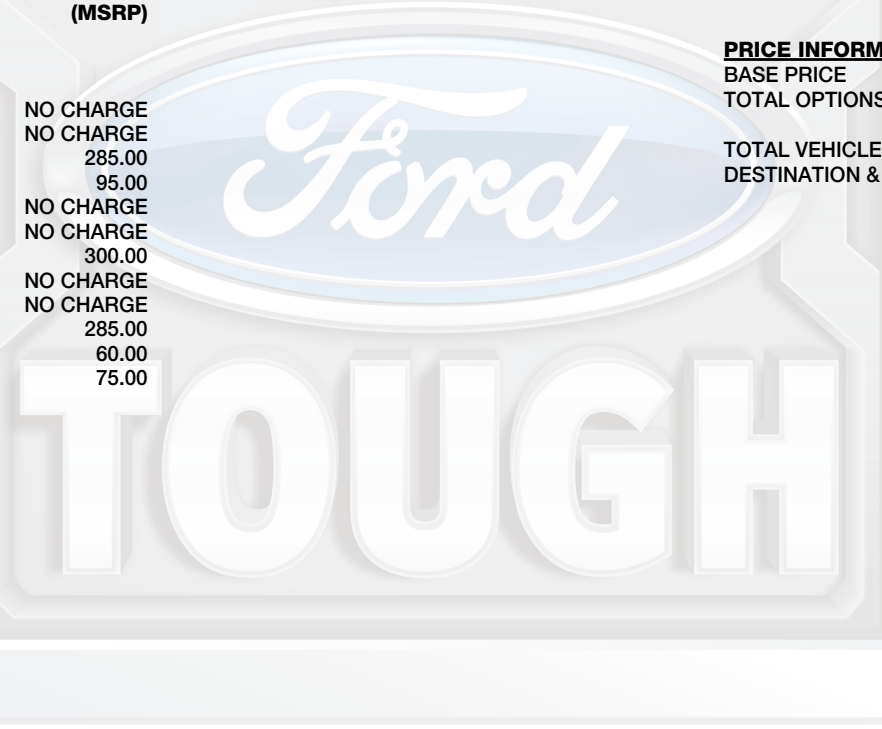 (MSRP)
NO CHARGE
NO CHARGE
285.00
95.00
NO CHARGE
NO CHARGE
300.00
NO CHARGE
NO CHARGE
285.00
60.00
75.00
PRICE INFORM
BASE PRICE
TOTAL OPTIONS
TOTAL VEHICLE
DESTINATION &
Ford
TOUGH